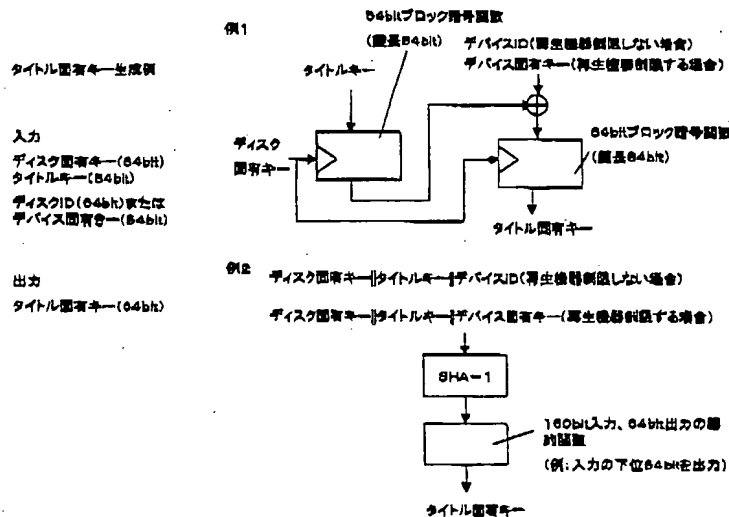 例1
64bitブロック暗号関数
(鍵長64bit)
デバイスID(再生機器制限しない場合)
デバイス固有キー(再生機器制限する場合)
タイトル固有キー生成例
タイトルキー
64bitブロック暗号関数
(鍵長64bit)
入力
ディスク固有キー(64bit)
タイトルキー(64bit)
ディスクID(64bit)または
デバイス固有キー(64bit)
ディスク
固有キー
タイトル固有キー
出力
タイトル固有キー(64bit)
例2
ディスク固有キー||タイトルキー||デバイスID(再生機器制限しない場合)
ディスク固有キー||タイトルキー||デバイス固有キー(再生機器制限する場合)
SHA-1
160bit入力、64bit出力の縮
約関数
(例:入力の下位64bitを出力)
タイトル固有キー